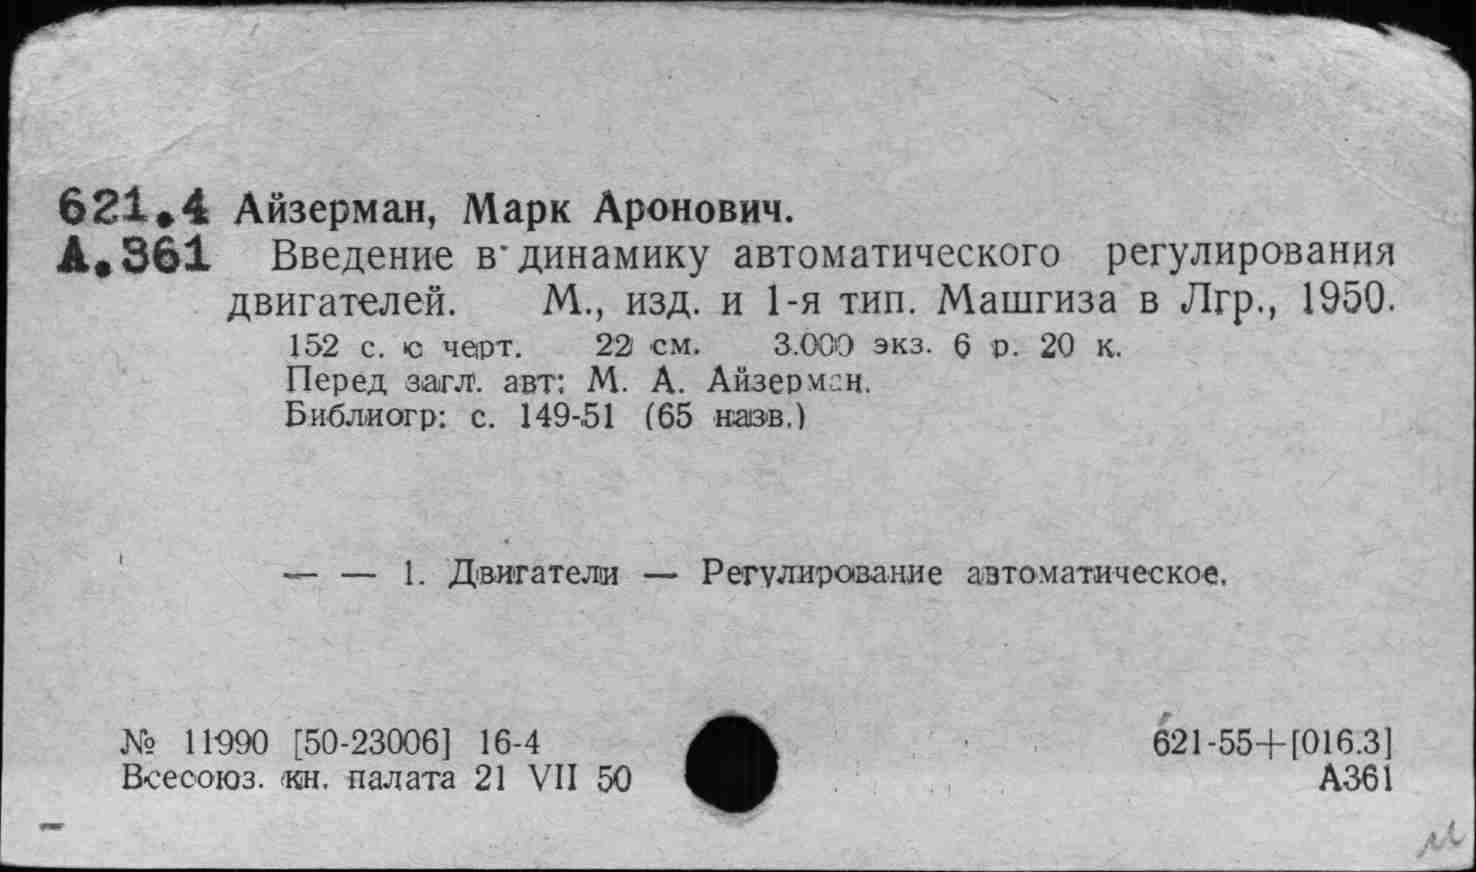 621.4 Айзерман, Марк Аронович.
А.361 Введение в динамику автоматического регулирования
двигателей. М., изд. и 1-я тип. Машгиза в Лгр., 1950.
152 с. с черт. 22 см. 3.000 экз. 6 р. 20 к.
Перед загл. авт: М. А. Айзерман.
Библиогр: с. 149-51 (65 назв.)
— — 1. Двигатели — Регулирование автоматическое.
№ 11990 [50-23006] 16-4
621-55+[016.3]
Всесоюз. кн. палата 21 VII 50
А361